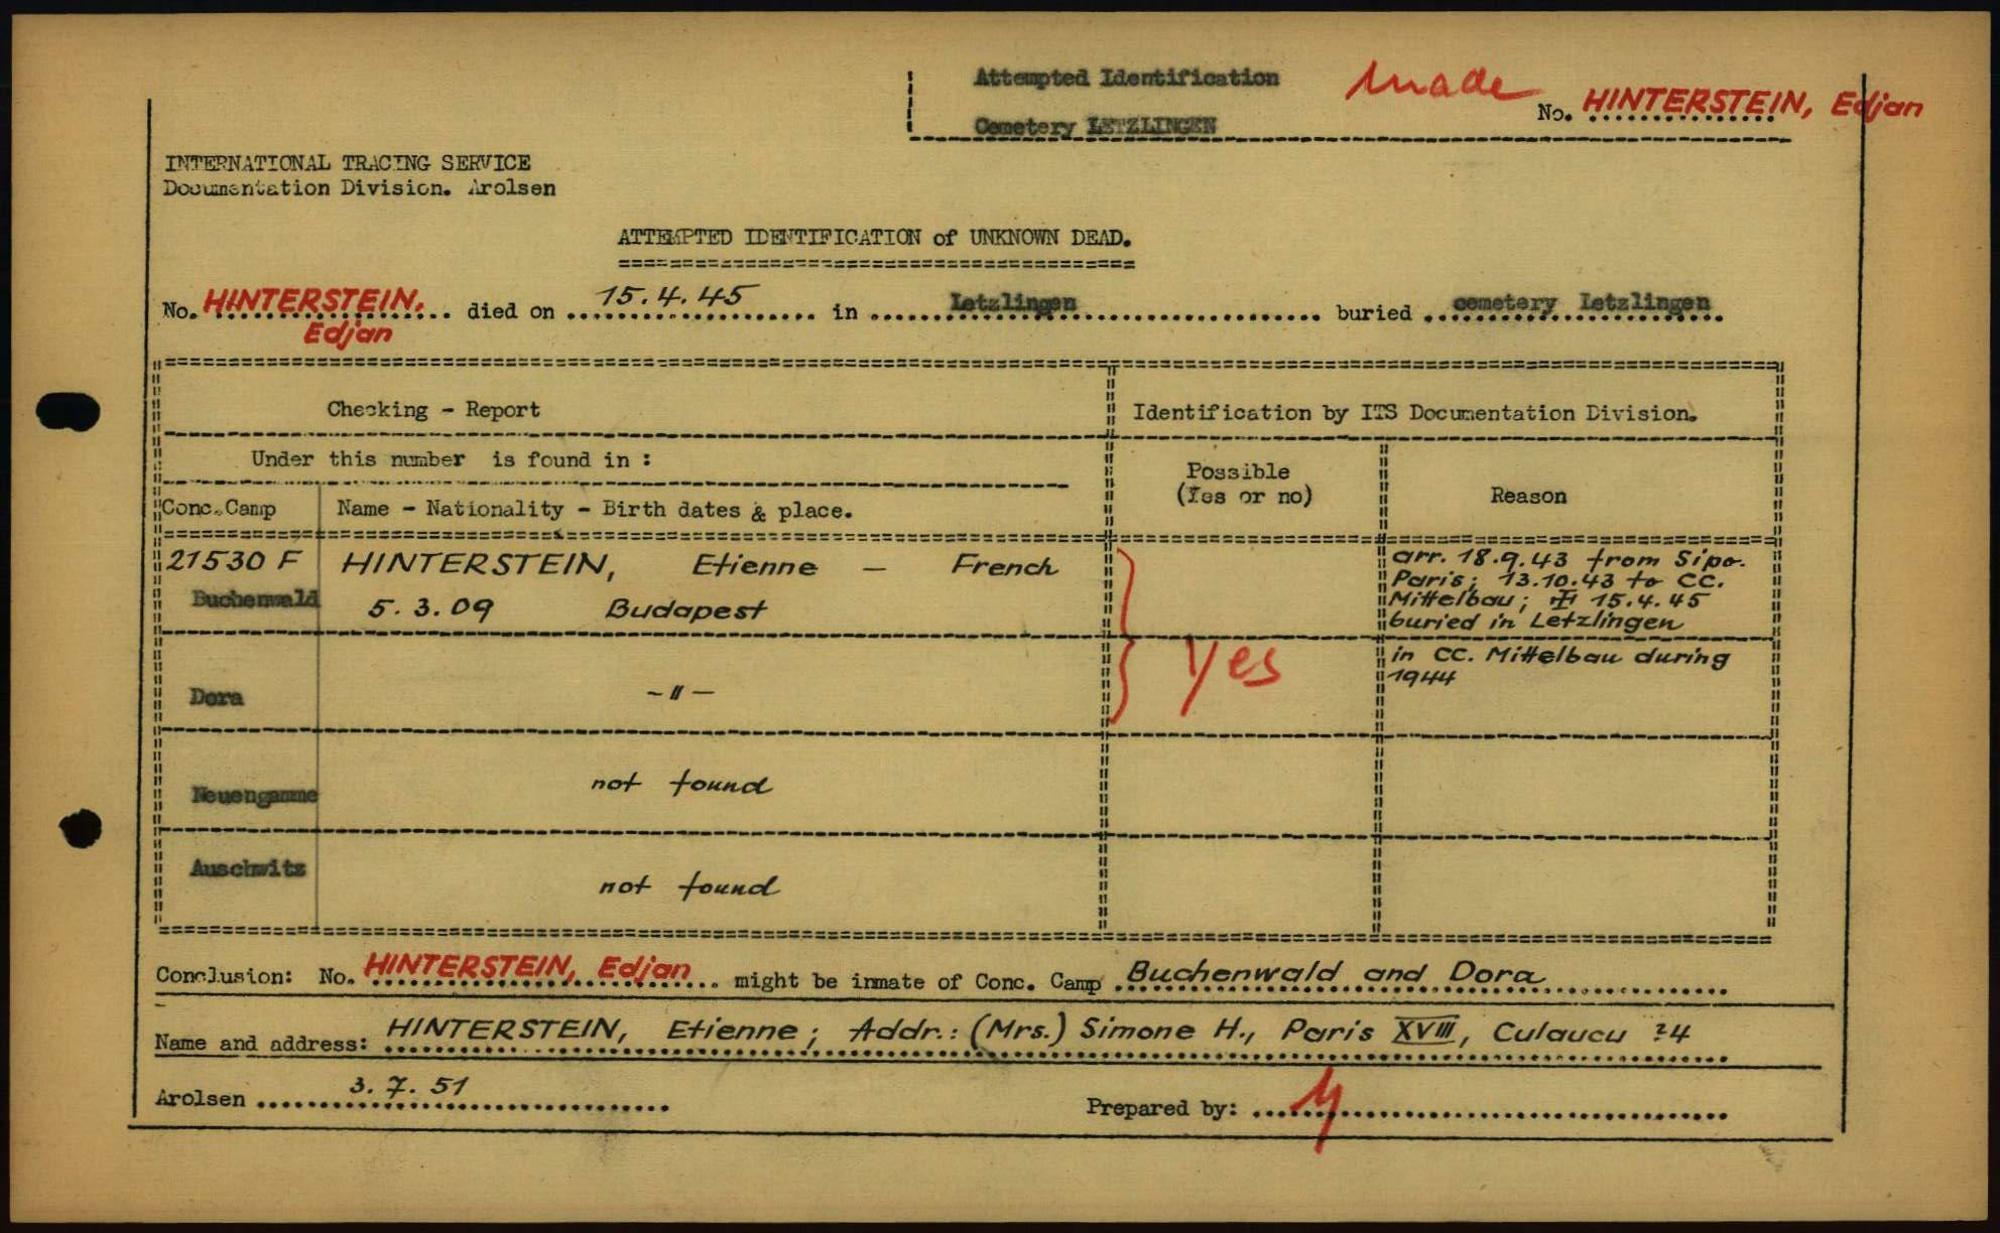 Attempted Identification made
Cemetery LETZLINGEN No. HINTERSTEIN, Edjan
INTERNATIONAL TRACING SERVICE
Documentation Division. Arolsen
ATTEMPTED IDENTIFICATION of UNKNOWN DEAD.
No. HINTERSTEIN, Edjan died on 15.4.45 in Letzlingen buried cemetery Letzlingen
Checking - Report
Identification by ITS Documentation Division.
Under this number is found in :
Possible
(Yes or no)
Reason
Conc.Camp Name - Nationality - Birth dates & place.
21530 F HINTERSTEIN, Etienne — French
Buchenwald 5.3.09 Budapest
arr. 18.9.43 from Sipo.
Paris; 13.10.43 to CC.
Mittelbau; 15.4.45
buried in Letzlingen
Yes
Dora -"-
in CC. Mittelbau during
1944
Neuengamme not found
Auschwitz not found
Conclusion: No. HINTERSTEIN, Edjan might be inmate of Conc. Camp Buchenwald and Dora
Name and address: HINTERSTEIN, Etienne; Addr.: (Mrs.) Simone H., Paris XVIII, Culaucu 24
Arolsen 3.7.51
Prepared by: